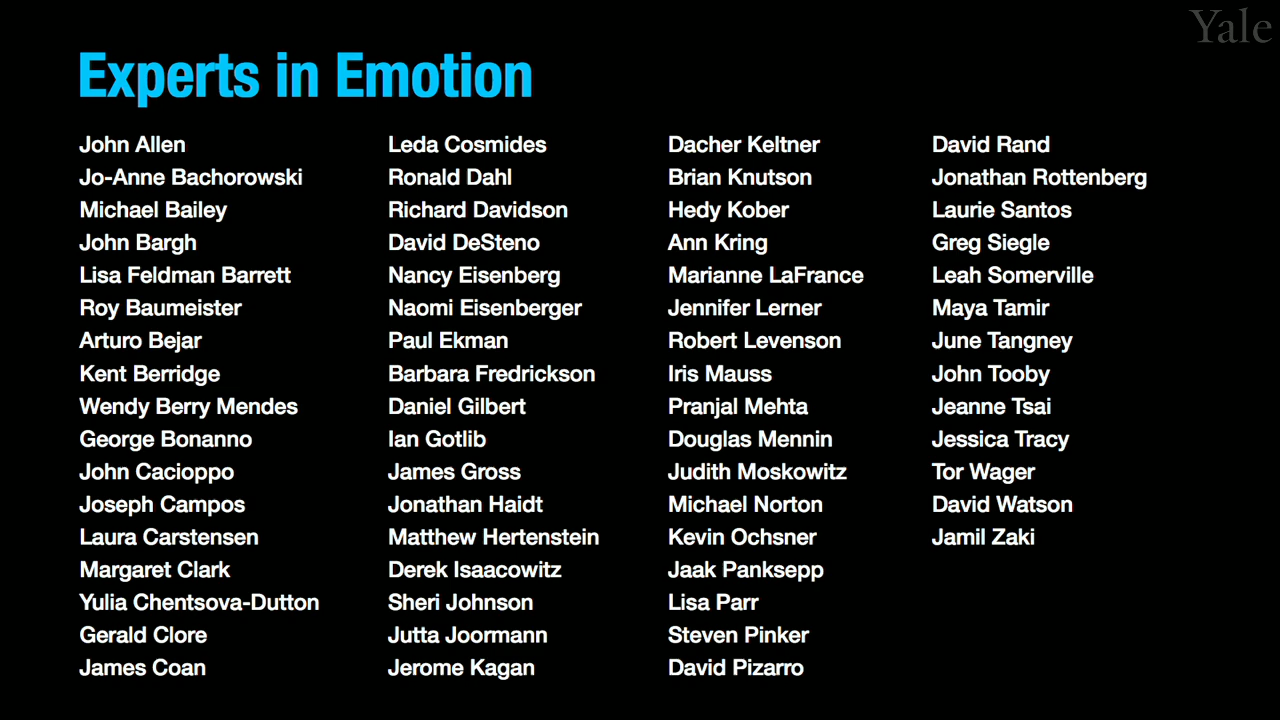 Yale
Experts in Emotion
John Allen
Jo-Anne Bachorowski
Michael Bailey
John Bargh
Lisa Feldman Barrett
Roy Baumeister
Arturo Bejar
Kent Berridge
Wendy Berry Mendes
George Bonanno
John Cacioppo
Joseph Campos
Laura Carstensen
Margaret Clark
Yulia Chentsova-Dutton
Gerald Clore
James Coan
Leda Cosmides
Ronald Dahl
Richard Davidson
David DeSteno
Nancy Eisenberg
Naomi Eisenberger
Paul Ekman
Barbara Fredrickson
Daniel Gilbert
Ian Gotlib
James Gross
Jonathan Haidt
Matthew Hertenstein
Derek Isaacowitz
Sheri Johnson
Jutta Joormann
Jerome Kagan
Dacher Keltner
Brian Knutson
Hedy Kober
Ann Kring
Marianne LaFrance
Jennifer Lerner
Robert Levenson
Iris Mauss
Pranjal Mehta
Douglas Mennin
Judith Moskowitz
Michael Norton
Kevin Ochsner
Jaak Panksepp
Lisa Parr
Steven Pinker
David Pizarro
David Rand
Jonathan Rottenberg
Laurie Santos
Greg Siegle
Leah Somerville
Maya Tamir
June Tangney
John Tooby
Jeanne Tsai
Jessica Tracy
Tor Wager
David Watson
Jamil Zaki